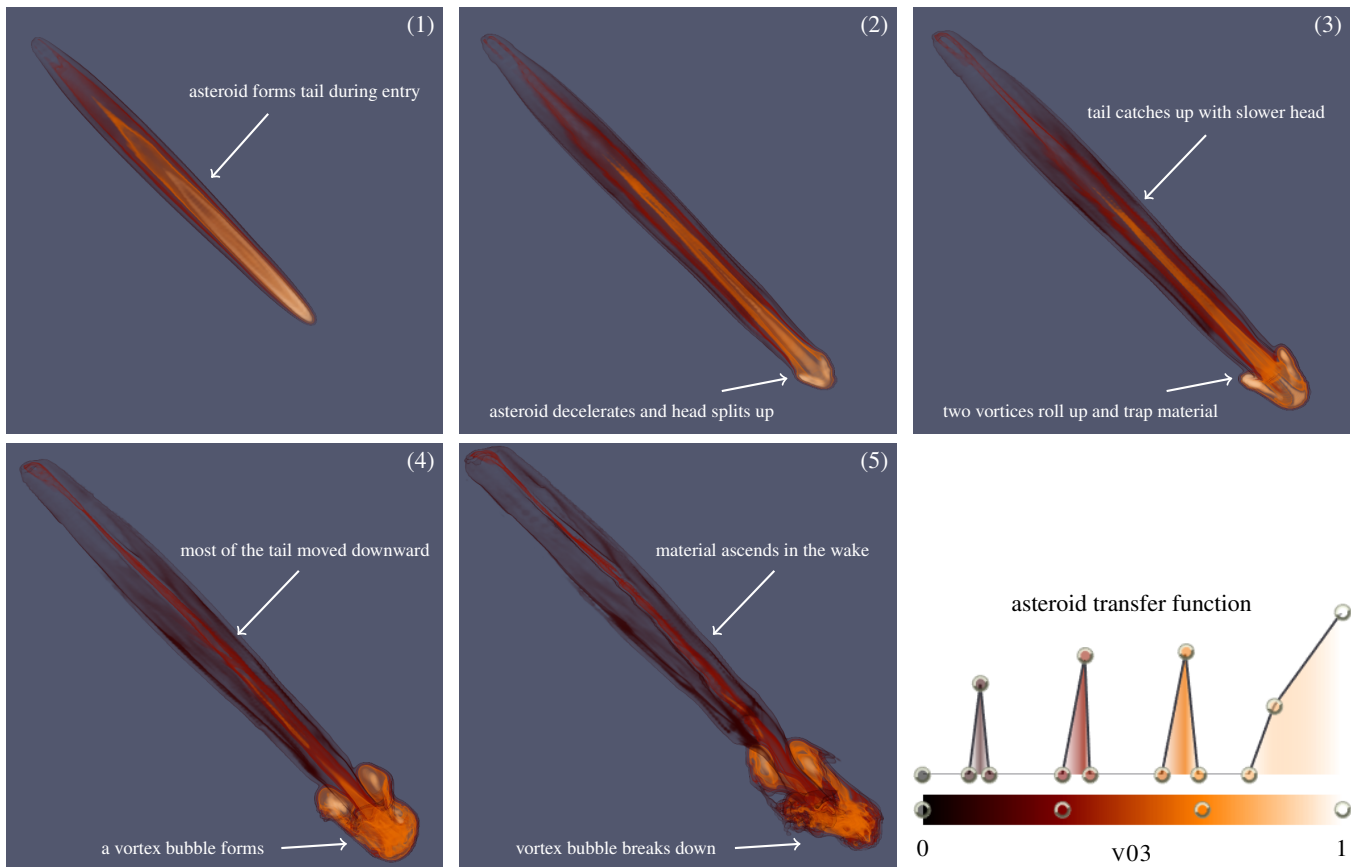 (1)
asteroid forms tail during entry
(2)
asteroid decelerates and head splits up
(3)
tail catches up with slower head
two vortices roll up and trap material
(4)
most of the tail moved downward
a vortex bubble forms
(5)
material ascends in the wake
vortex bubble breaks down
asteroid transfer function
0 v03 1